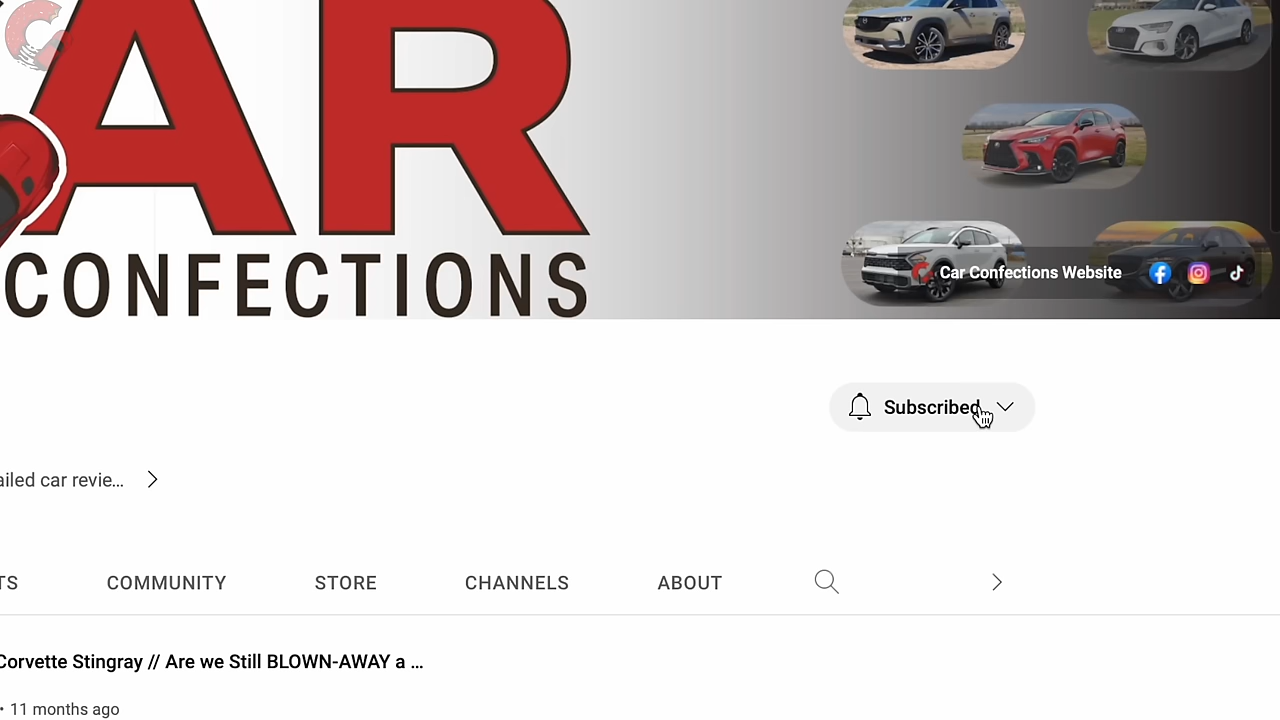 AR
CONFECTIONS
Car Confections Website
Subscribed
ailed car revie...
TS
COMMUNITY
STORE
CHANNELS
ABOUT
Corvette Stingray // Are we Still BLOWN-AWAY a ...
• 11 months ago